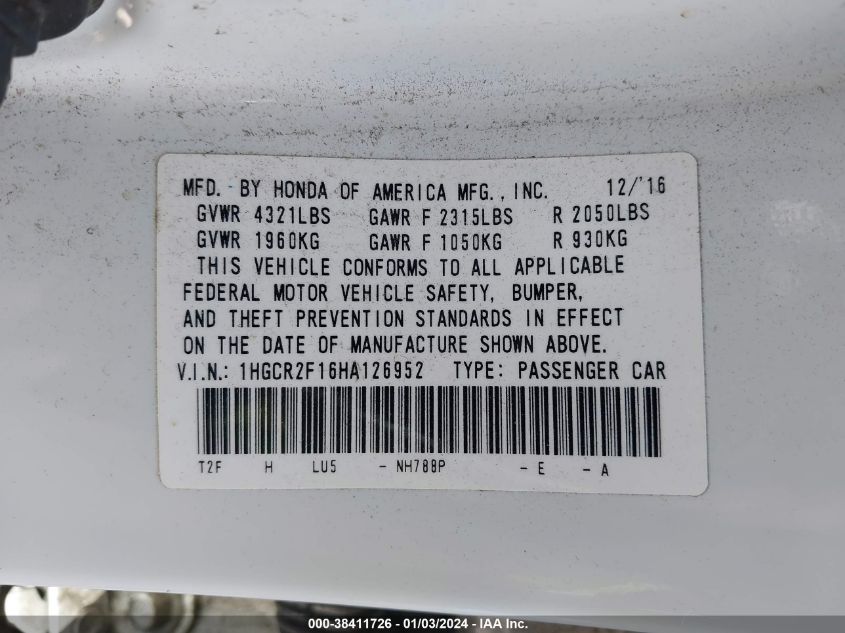 MFD. BY HONDA OF AMERICA MFG., INC. 12/'16
GVWR 4321LBS GAWR F 2315LBS R 2050LBS
GVWR 1960KG GAWR F 1050KG R 930KG
THIS VEHICLE CONFORMS TO ALL APPLICABLE
FEDERAL MOTOR VEHICLE SAFETY, BUMPER,
AND THEFT PREVENTION STANDARDS IN EFFECT
ON THE DATE OF MANUFACTURE SHOWN ABOVE.
V.I.N.: 1HGCR2F16HA126952 TYPE: PASSENGER CAR
T2F H LU5 - NH788P - E - A
000-38411726 - 01/03/2024 - IAA Inc.